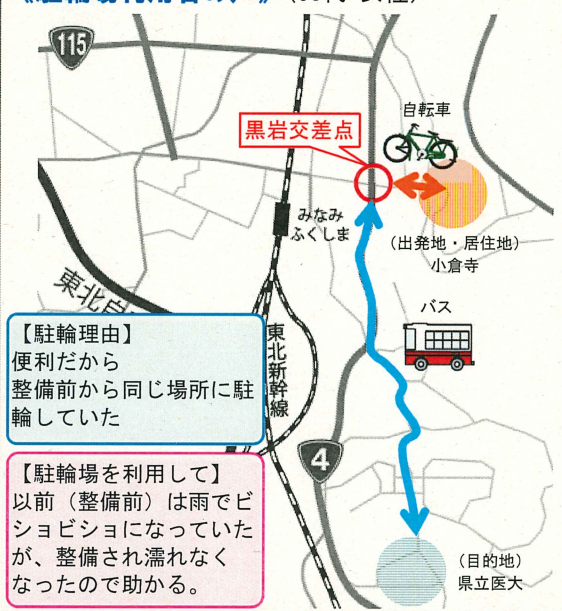 115
自転車
黒岩交差点
みなみ
ふくしま
(出発地・居住地)
小倉寺
バス
東北自
【駐輪理由】
便利だから
整備前から同じ場所に駐
輪していた
東北新幹線
4
【駐輪場を利用して】
以前(整備前)は雨でビ
ショビショになっていた
が、整備され濡れなく
なったので助かる。
(目的地)
県立医大